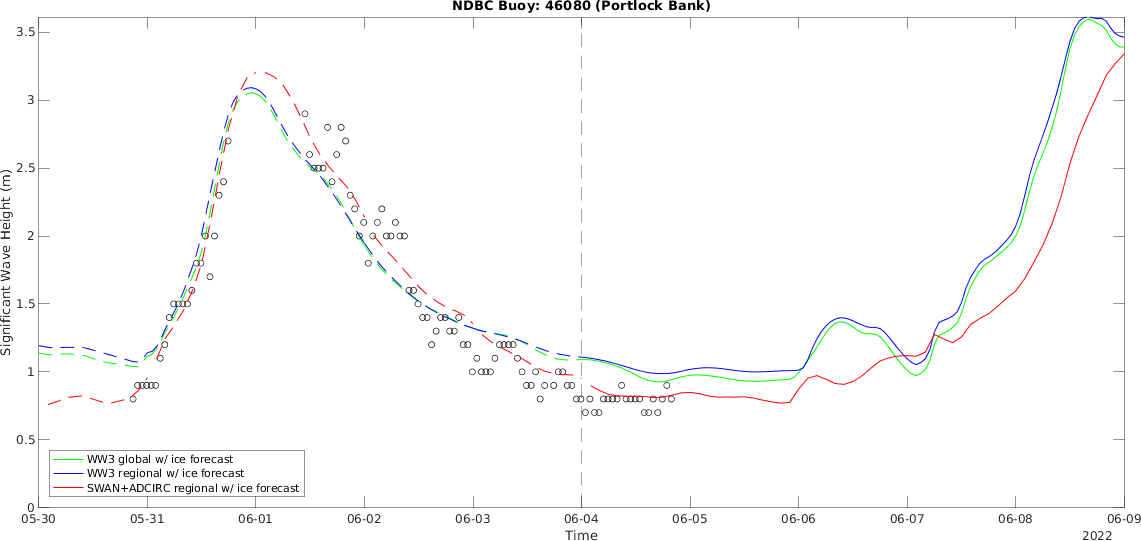 NDBC Buoy: 46080 (Portlock Bank)
3.5
3
2.5
2
1.5
1
0.5
0
Significant Wave Height (m)
WW3 global w/ ice forecast
WW3 regional w/ ice forecast
SWAN+ADCIRC regional w/ ice forecast
05-30 05-31 06-01 06-02 06-03 06-04 06-05 06-06 06-07 06-08 06-09
Time
2022